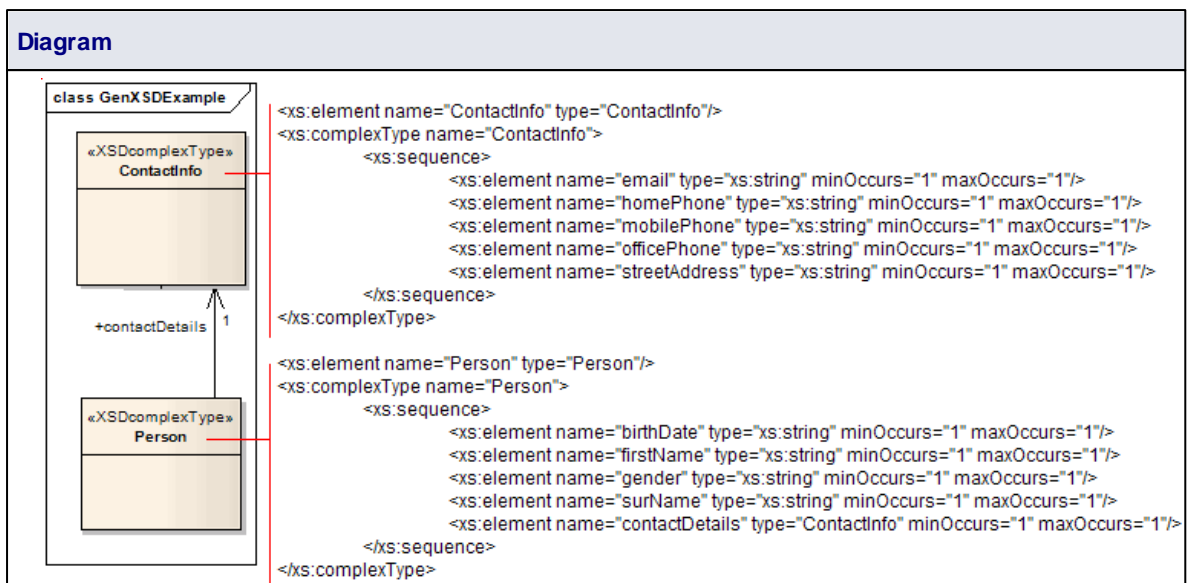 Diagram
class GenXSDExample
«XSDcomplexType»
ContactInfo
+contactDetails
1
«XSDcomplexType»
Person
<xs:element name="ContactInfo" type="ContactInfo"/>
<xs:complexType name="ContactInfo">
<xs:sequence>
<xs:element name="email" type="xs:string" minOccurs="1" maxOccurs="1"/>
<xs:element name="homePhone" type="xs:string" minOccurs="1" maxOccurs="1"/>
<xs:element name="mobilePhone" type="xs:string" minOccurs="1" maxOccurs="1"/>
<xs:element name="officePhone" type="xs:string" minOccurs="1" maxOccurs="1"/>
<xs:element name="streetAddress" type="xs:string" minOccurs="1" maxOccurs="1"/>
</xs:sequence>
</xs:complexType>
<xs:element name="Person" type="Person"/>
<xs:complexType name="Person">
<xs:sequence>
<xs:element name="birthDate" type="xs:string" minOccurs="1" maxOccurs="1"/>
<xs:element name="firstName" type="xs:string" minOccurs="1" maxOccurs="1"/>
<xs:element name="gender" type="xs:string" minOccurs="1" maxOccurs="1"/>
<xs:element name="surName" type="xs:string" minOccurs="1" maxOccurs="1"/>
<xs:element name="contactDetails" type="ContactInfo" minOccurs="1" maxOccurs="1"/>
</xs:sequence>
</xs:complexType>